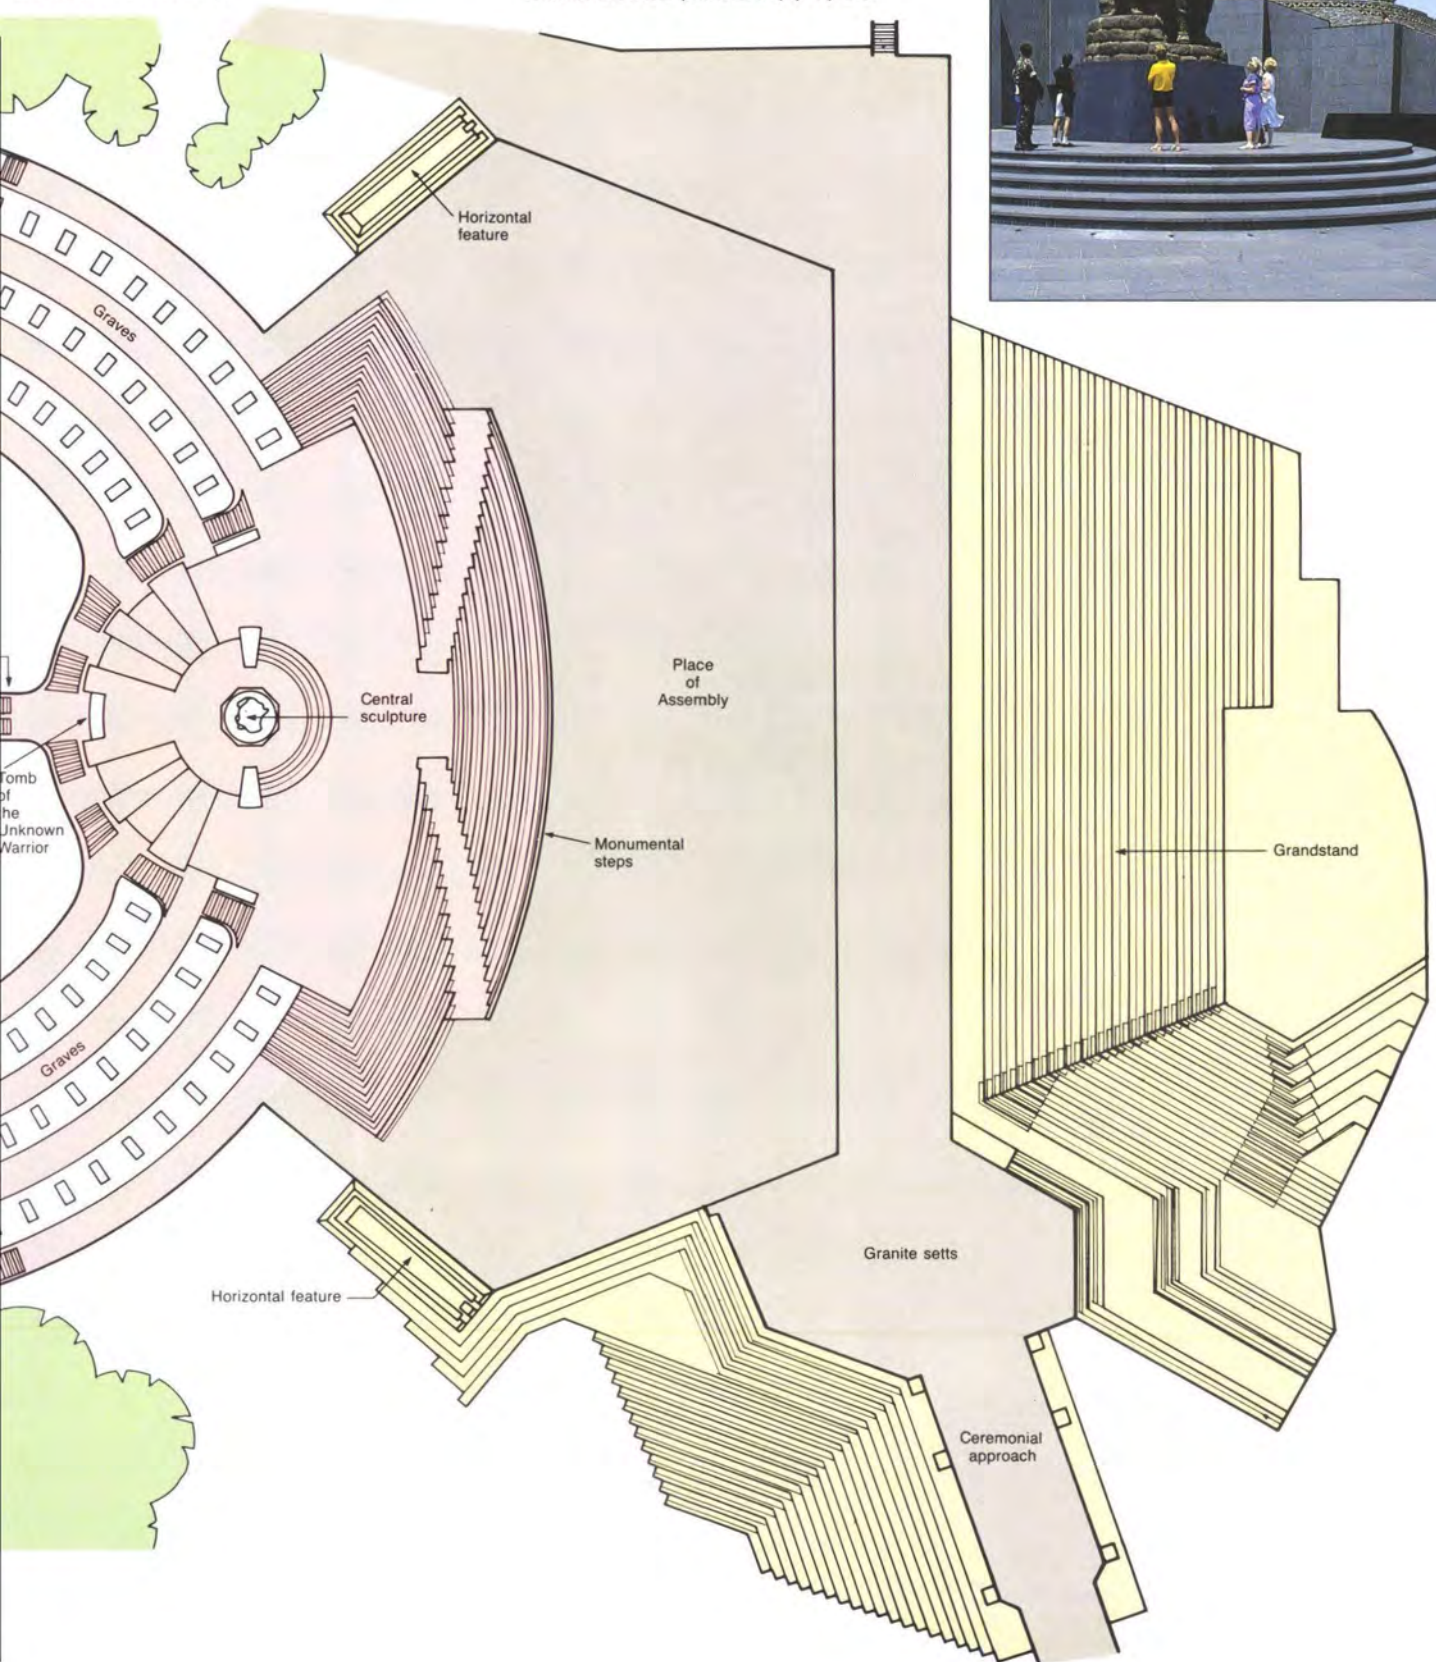 Horizontal
feature
Graves
Place
of
Assembly
Central
sculpture
Tomb
of
the
Unknown
Warrior
Monumental
steps
Grandstand
Graves
Granite setts
Horizontal feature
Ceremonial
approach